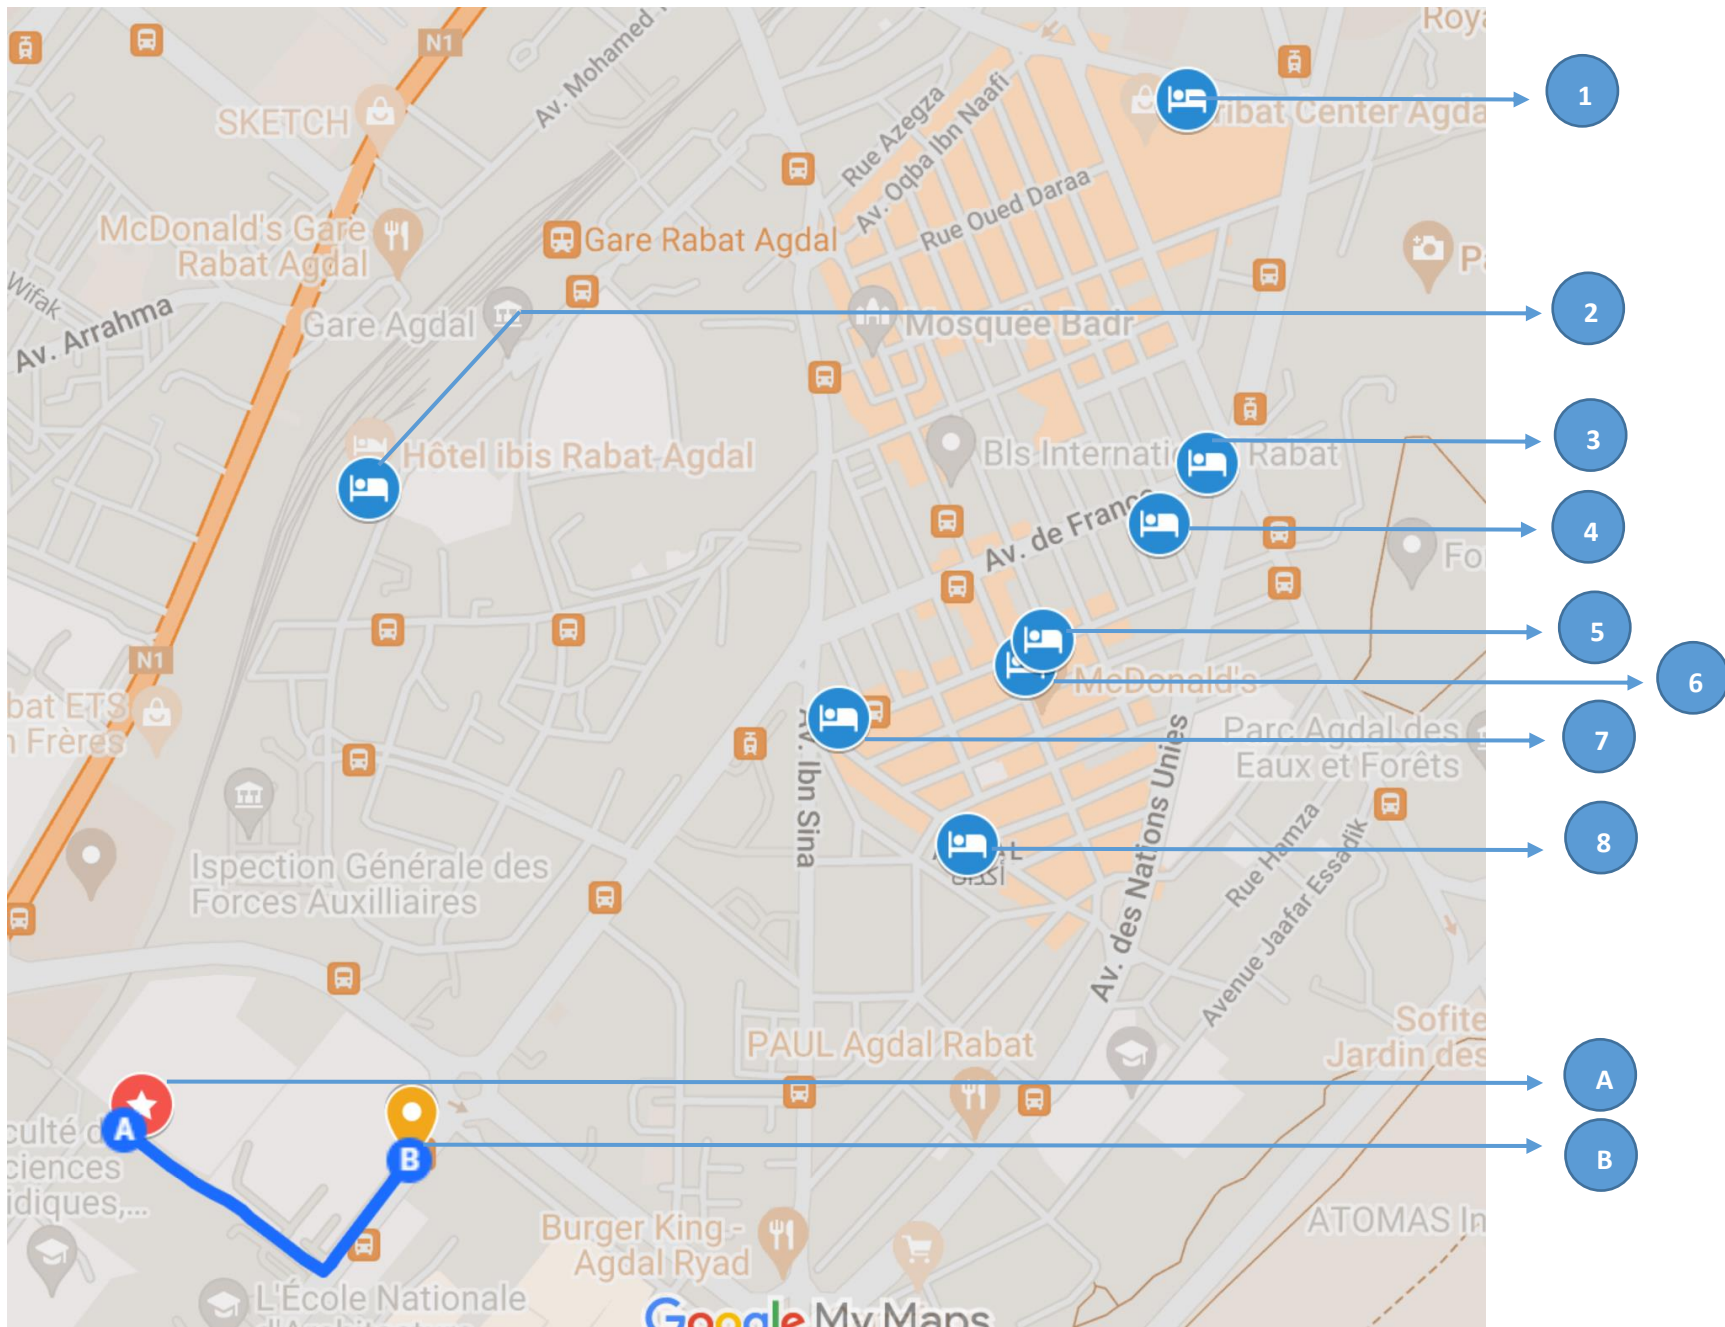 Roya
N1
Av. Mohamed
SKETCH
1
ribat Center Agda
Rue Azegza
Av. Oqba Ibn Naafi
Rue Oued Daraa
McDonald's Gare
Rabat Agdal
Gare Rabat Agdal
P
Wifak
Av. Arrahma
Gare Agdal
Mosquée Badr
2
3
Hôtel ibis Rabat Agdal
Bls Internatio
Rabat
Av. de France
4
Fo
5
N1
McDonald's
6
bat ETS
n Frères
Av. Ibn Sina
Av. des Nations Unies
Parc Agdal des
Eaux et Forêts
7
Rue Hamza
Avenue Jaafar Essadik
Ispection Générale des
Forces Auxilliaires
A L
أكدال
8
Sofite
Jardin des
PAUL Agdal Rabat
A
A
B
B
culté d
ciences
idiques,...
Burger King -
Agdal Ryad
ATOMAS In
L'École Nationale
d'Architecture
Google My Maps